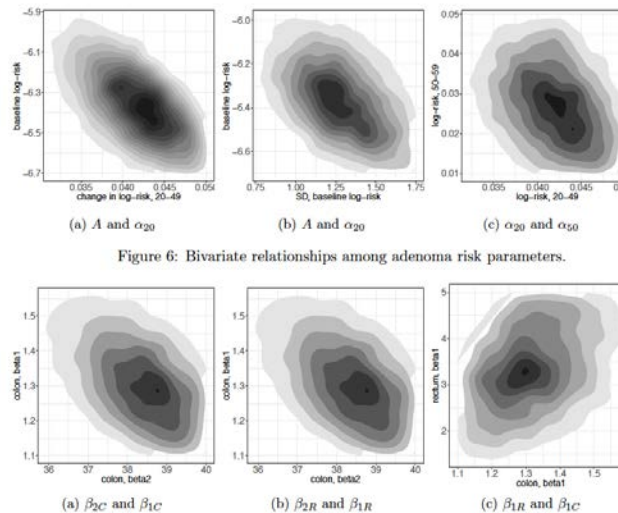 −5.9
−6.1
−6.3
−6.5
−6.7
baseline log−risk
0.035 0.040 0.045 0.050
change in log−risk, 20−49
−6.0
−6.2
−6.4
−6.6
baseline log−risk
0.75 1.00 1.25 1.50 1.75
SD, baseline log−risk
0.05
0.04
0.03
0.02
0.01
log−risk, 50−59
0.035 0.040 0.045
log−risk, 20−49
(a) A and α20
(b) A and α20
(c) α20 and α50
Figure 6: Bivariate relationships among adenoma risk parameters.
1.5
1.4
1.3
1.2
1.1
colon, beta1
36 37 38 39 40
colon, beta2
1.5
1.4
1.3
1.2
1.1
colon, beta1
36 37 38 39 40
colon, beta2
5
4
3
2
rectum, beta1
1.1 1.2 1.3 1.4 1.5
colon, beta1
(a) β2C and β1C
(b) β2R and β1R
(c) β1R and β1C